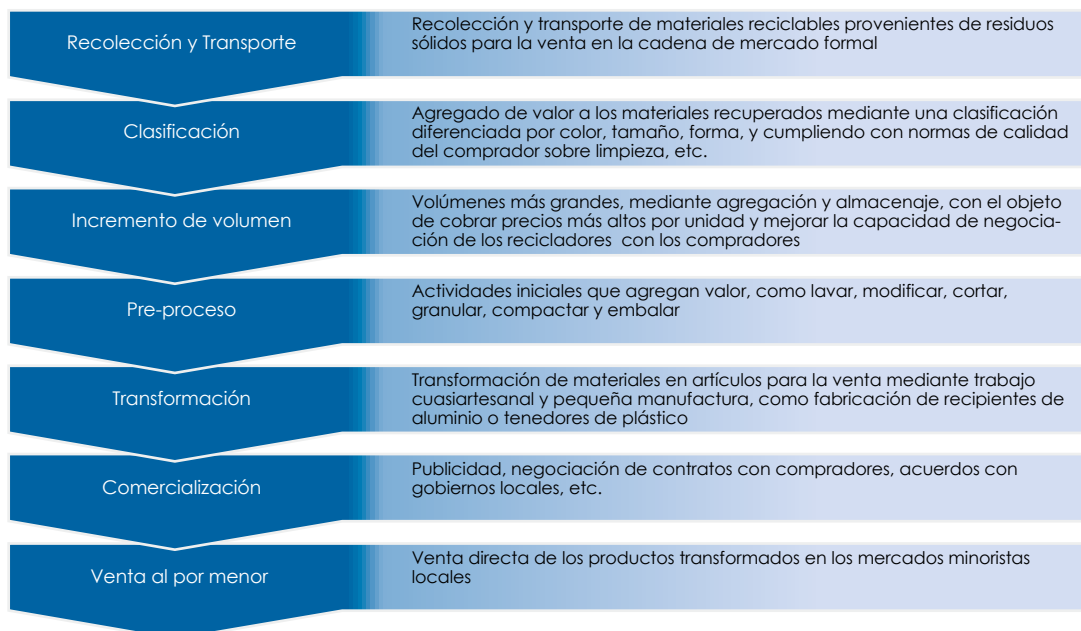 Recolección y Transporte
Recolección y transporte de materiales reciclables provenientes de residuos
sólidos para la venta en la cadena de mercado formal
Clasificación
Agregado de valor a los materiales recuperados mediante una clasificación
diferenciada por color, tamaño, forma, y cumpliendo con normas de calidad
del comprador sobre limpieza, etc.
Incremento de volumen
Volúmenes más grandes, mediante agregación y almacenaje, con el objeto
de cobrar precios más altos por unidad y mejorar la capacidad de negocia-
ción de los recicladores con los compradores
Pre-proceso
Actividades iniciales que agregan valor, como lavar, modificar, cortar,
granular, compactar y embalar
Transformación
Transformación de materiales en artículos para la venta mediante trabajo
cuasiartesanal y pequeña manufactura, como fabricación de recipientes de
aluminio o tenedores de plástico
Comercialización
Publicidad, negociación de contratos con compradores, acuerdos con
gobiernos locales, etc.
Venta al por menor
Venta directa de los productos transformados en los mercados minoristas
locales